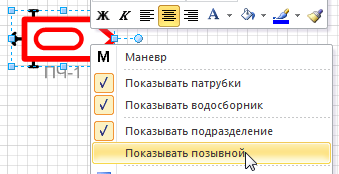 Ж К А
ПЧ-1
М Маневр
Показывать патрубки
Показывать водосборник
Показывать подразделение
Показывать позывной